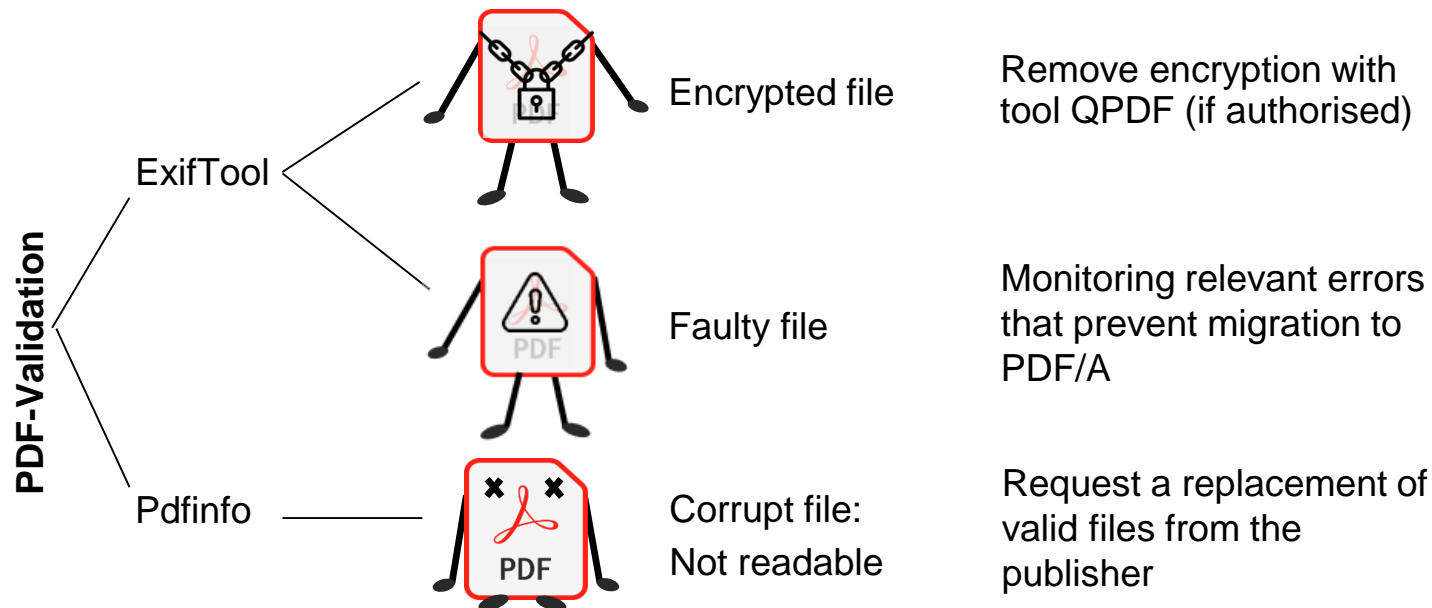 PDF-Validation
ExifTool
PDF
Encrypted file
Remove encryption with
tool QPDF (if authorised)
PDF
Faulty file
Monitoring relevant errors
that prevent migration to
PDF/A
Pdfinfo
PDF
Corrupt file:
Not readable
Request a replacement of
valid files from the
publisher